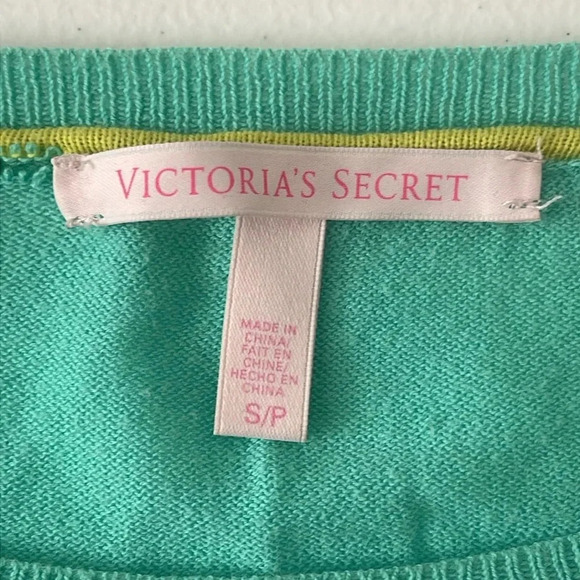 VICTORIA'S SECRET
MADE IN
CHINA/
FAIT EN
CHINE/
HECHO EN
CHINA
S/P